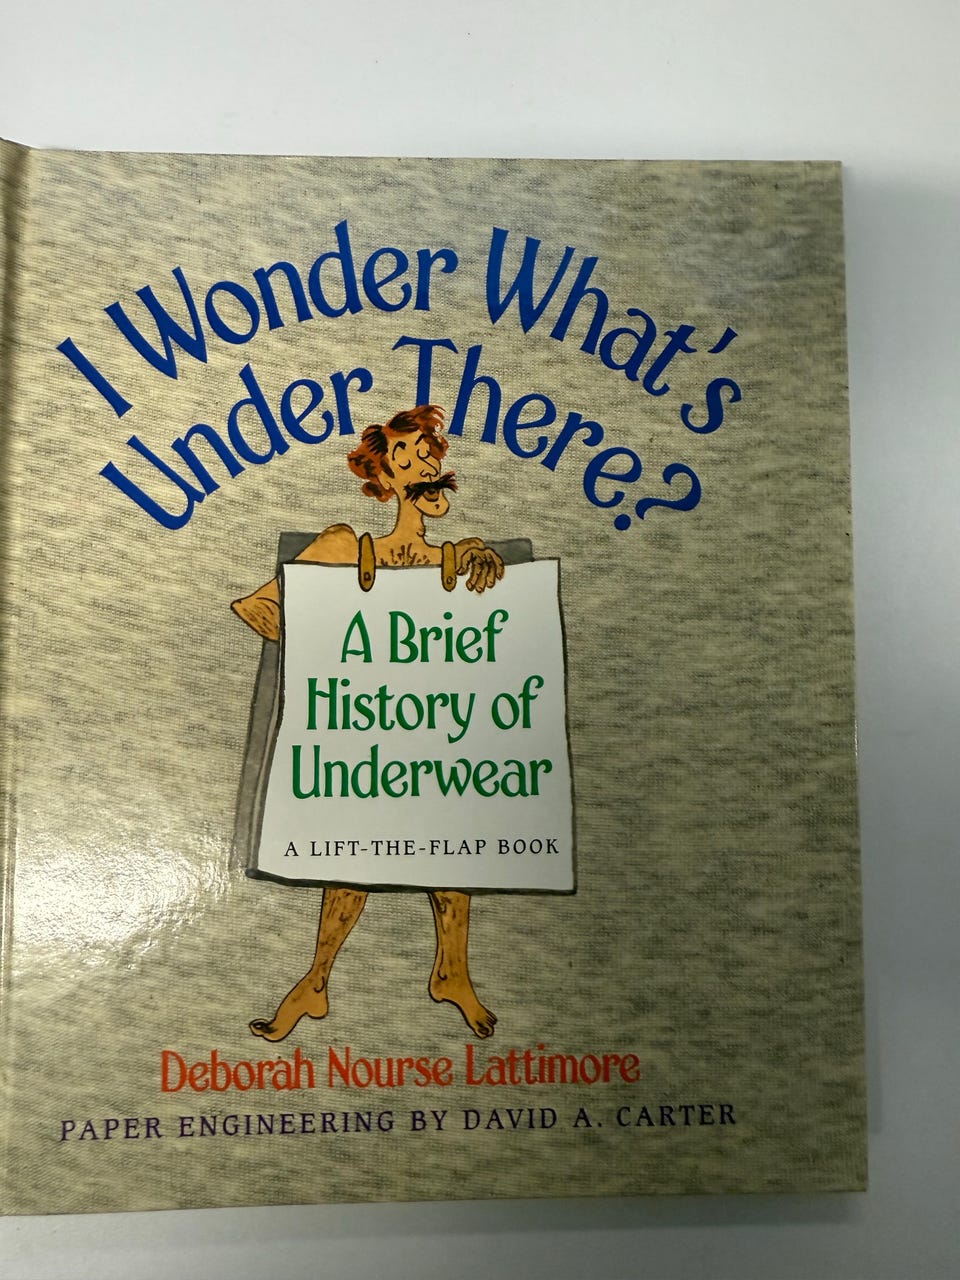 I Wonder What's
Under There?
A Brief
History of
Underwear
A LIFT-THE-FLAP BOOK
Deborah Nourse Lattimore
PAPER ENGINEERING BY DAVID A. CARTER